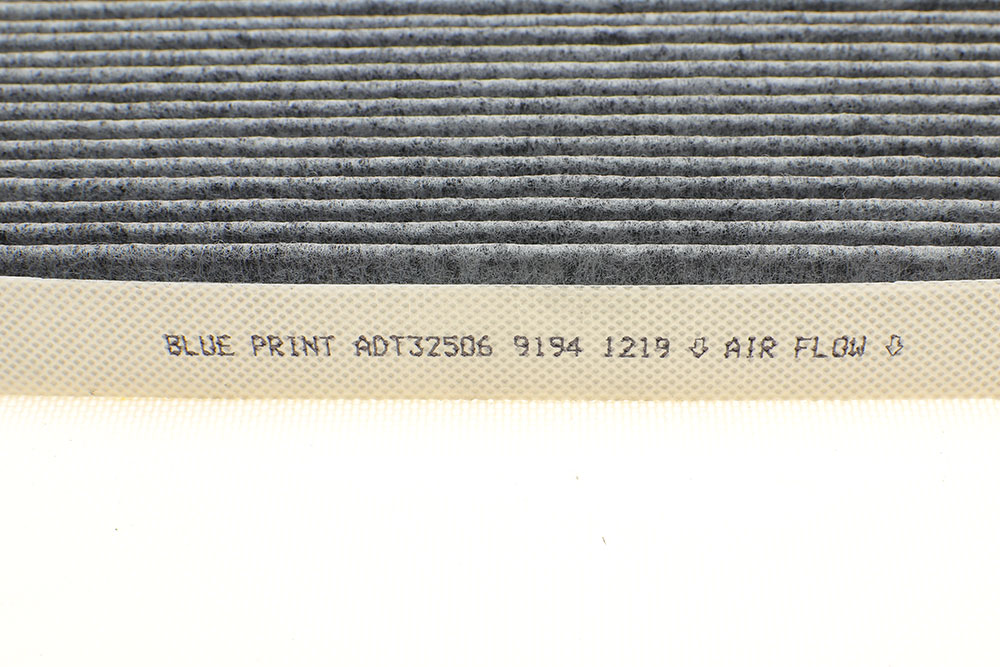 BLUE PRINT ADT32506 9194 1219 ⇩ AIR FLOW ⇩